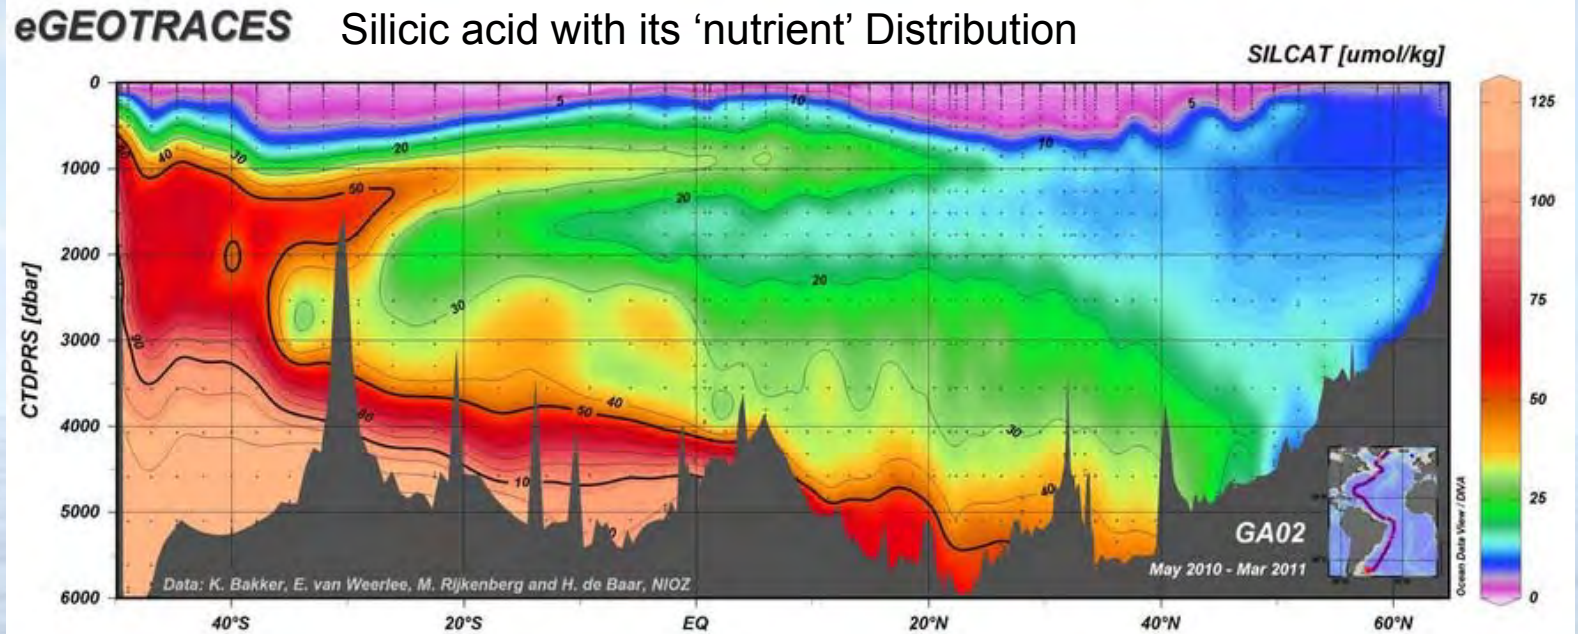 eGEOTRACES Silicic acid with its ‘nutrient’ Distribution
SILCAT [umol/kg]
0
1000
2000
3000
4000
5000
6000
CTDPRS [dbar]
40°S
20°S
EQ
20°N
40°N
60°N
125
100
75
50
25
0
5
10
5
10
20
40
30
50
20
20
30
90
80
50
40
30
40
10
GA02
May 2010 - Mar 2011
Data: K. Bakker, E. van Weerlee, M. Rijkenberg and H. de Baar, NIOZ
Ocean Data View / DIVA